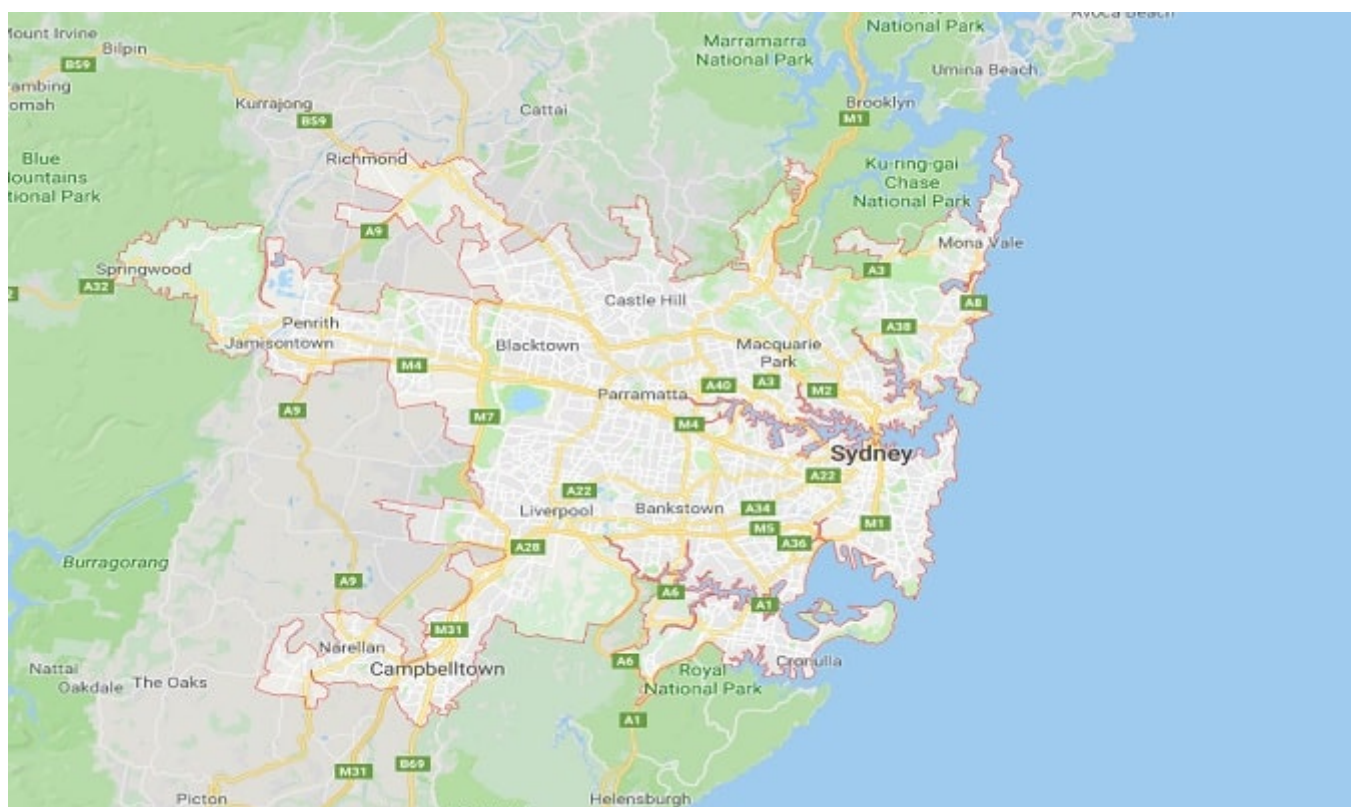 Avoca Beach
National Park
Mount Irvine
Bilpin
B59
Marramarra
National Park
Umina Beach
Kurrajong
Cattai
Brooklyn
B59
M1
Richmond
Blue
National Park
Ku-ring-gai
Chase
National Park
A9
Mona Vale
Springwood
A32
A3
Castle Hill
A8
Penrith
Jamisontown
A38
Blacktown
Macquarie
Park
M4
A40
A3
M2
Parramatta
A9
M7
M4
Sydney
A22
A22
Liverpool
Bankstown
A34
M5
M1
A28
A36
Burragorang
A9
A6
A1
M31
Narellan
Campbelltown
A6
Cronulla
Royal
National Park
Nattai
Oakdale
The Oaks
A1
M31
B69
Picton
Helensburgh